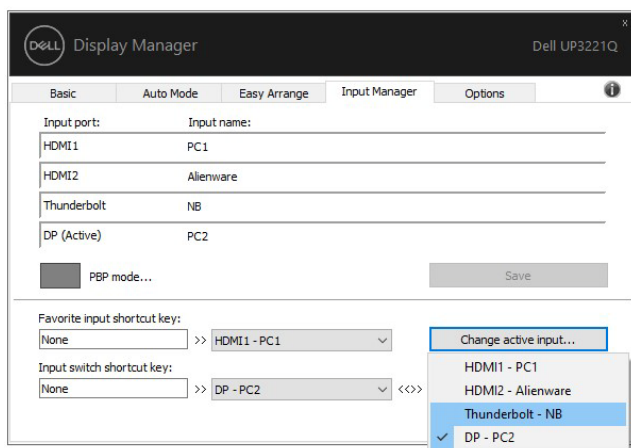 x
DELL Display Manager Dell UP3221Q
Basic Auto Mode Easy Arrange Input Manager Options i
Input port: Input name:
HDMI1 PC1
HDMI2 Alienware
Thunderbolt NB
DP (Active) PC2
PBP mode... Save
Favorite input shortcut key:
None >> HDMI1 - PC1 Change active input...
Input switch shortcut key:
None >> DP - PC2 <<>>
HDMI1 - PC1
HDMI2 - Alienware
Thunderbolt - NB
✓ DP - PC2